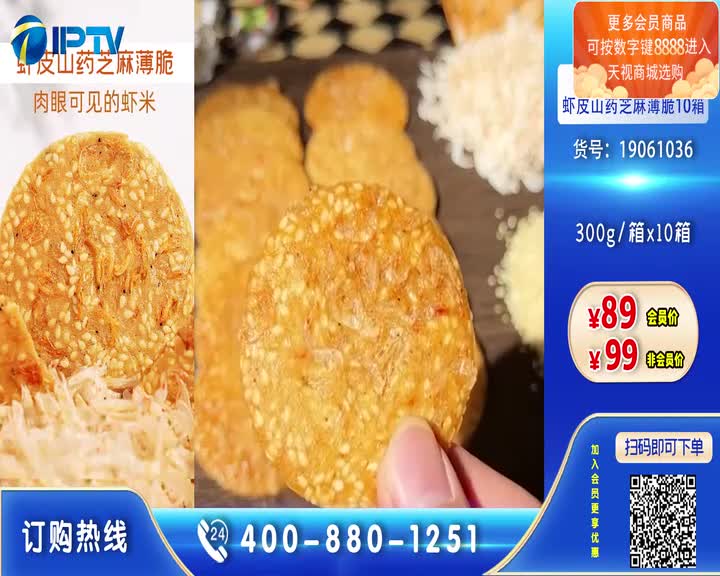 IPTV
虾皮山药芝麻薄脆
肉眼可见的虾米
更多会员商品
可按数字键8888进入
天视商城选购
虾皮山药芝麻薄脆10箱
货号：19061036
300g/箱x10箱
¥89 会员价
¥99 非会员价
加入会员更享优惠
扫码即可下单
订购热线
24
400-880-1251